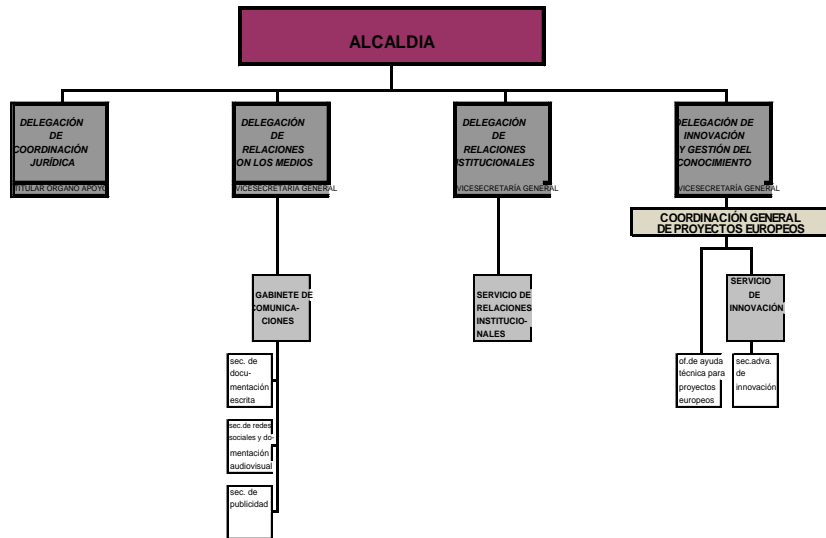 ALCALDIA
DELEGACIÓN
DE
COORDINACIÓN
JURÍDICA
TITULAR ÓRGANO APOYO
DELEGACIÓN
DE
RELACIONES
CON LOS MEDIOS
VICESECRETARÍA GENERAL
DELEGACIÓN
DE
RELACIONES
INSTITUCIONALES
VICESECRETARÍA GENERAL
DELEGACIÓN DE
INNOVACIÓN
Y GESTIÓN DEL
CONOCIMIENTO
VICESECRETARÍA GENERAL
COORDINACIÓN GENERAL
DE PROYECTOS EUROPEOS
GABINETE DE
COMUNICA-
CIONES
SERVICIO DE
RELACIONES
INSTITUCIO-
NALES
SERVICIO
DE
INNOVACIÓN
sec. de
docu-
mentación
escrita
sec.de redes
sociales y do-
mentación
audiovisual
sec. de
publicidad
of.de ayuda
técnica para
proyectos
europeos
sec.adva.
de
innovación